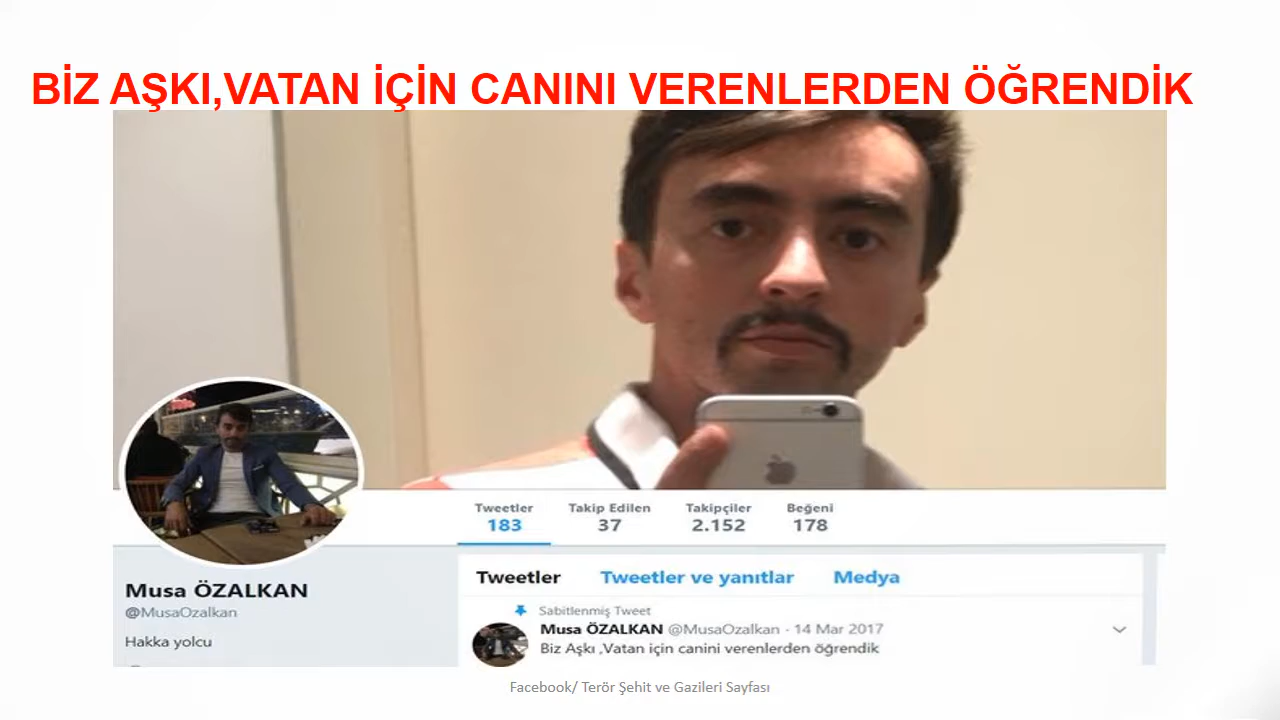 BİZ AŞKI,VATAN İÇİN CANINI VERENLERDEN ÖĞRENDİK
Tweetler Takip Edilen Takipçiler Beğeni
183 37 2.152 178
Musa ÖZALKAN
@MusaOzalkan
Hakka yolcu
Tweetler Tweetler ve yanıtlar Medya
Sabitlenmiş Tweet
Musa ÖZALKAN @MusaOzalkan · 14 Mar 2017
Biz Aşkı ,Vatan için canini verenlerden öğrendik
Facebook/ Terör Şehit ve Gazileri Sayfası